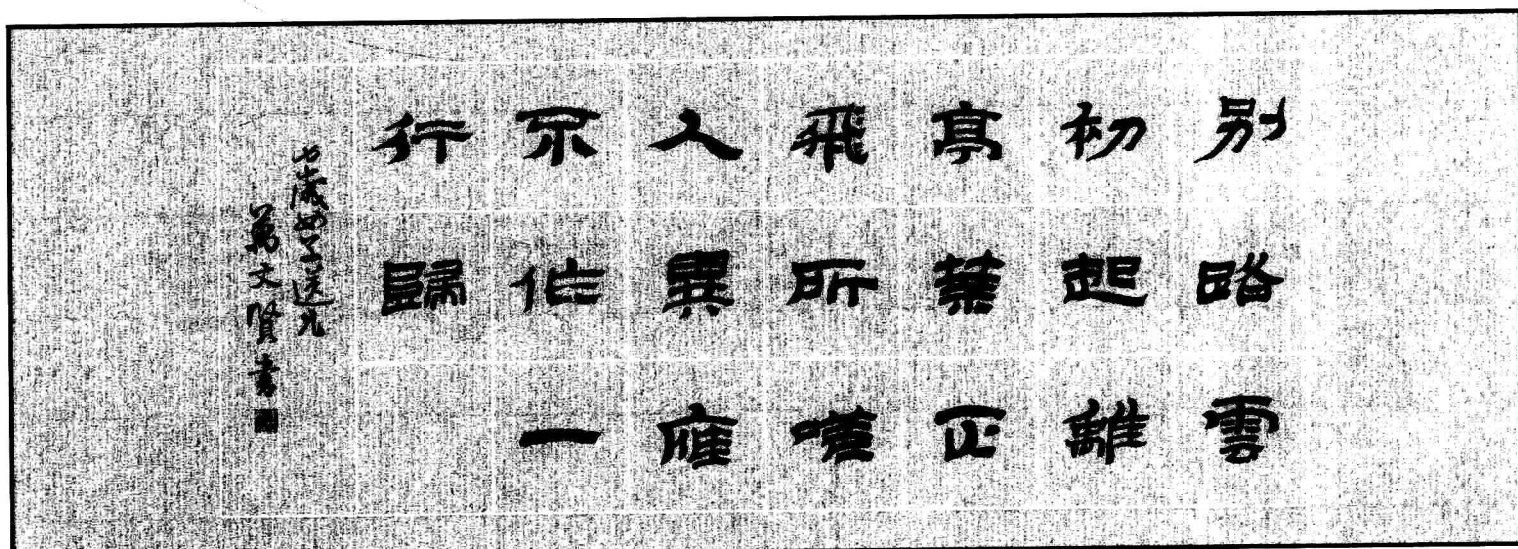 别路雲
初起離
亭葉正
飛所嗟
人異雁
不作一
行歸
七歲女子送兄
萬文賢書